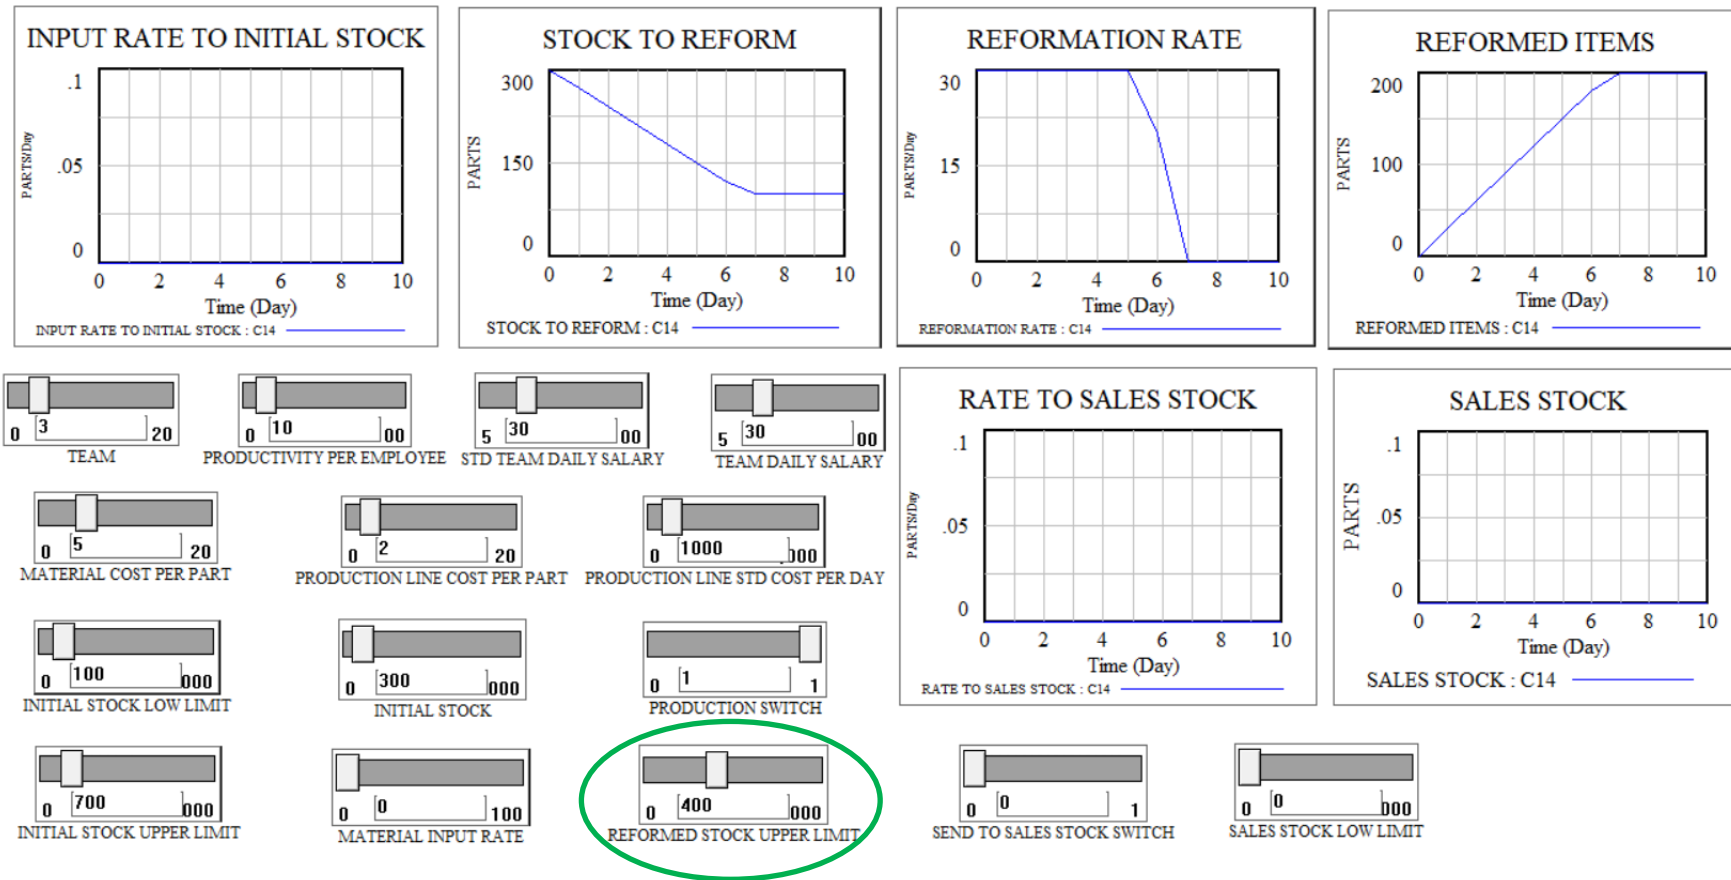 INPUT RATE TO INITIAL STOCK
.1
.05
0
PARTS/Day
0 2 4 6 8 10
Time (Day)
INPUT RATE TO INITIAL STOCK : C14
STOCK TO REFORM
300
150
0
PARTS
0 2 4 6 8 10
Time (Day)
STOCK TO REFORM : C14
REFORMATION RATE
30
15
0
PARTS/Day
0 2 4 6 8 10
Time (Day)
REFORMATION RATE : C14
REFORMED ITEMS
200
100
0
PARTS
0 2 4 6 8 10
Time (Day)
REFORMED ITEMS : C14
0 3 20
TEAM
0 10 00
PRODUCTIVITY PER EMPLOYEE
5 30 00
STD TEAM DAILY SALARY
5 30 00
TEAM DAILY SALARY
RATE TO SALES STOCK
.1
.05
0
PARTS/Day
0 2 4 6 8 10
Time (Day)
RATE TO SALES STOCK : C14
SALES STOCK
.1
.05
0
PARTS
0 2 4 6 8 10
Time (Day)
SALES STOCK : C14
0 5 20
MATERIAL COST PER PART
0 2 20
PRODUCTION LINE COST PER PART
0 1000 000
PRODUCTION LINE STD COST PER DAY
0 100 000
INITIAL STOCK LOW LIMIT
0 300 000
INITIAL STOCK
0 1 1
PRODUCTION SWITCH
0 700 000
INITIAL STOCK UPPER LIMIT
0 0 100
MATERIAL INPUT RATE
0 400 000
REFORMED STOCK UPPER LIMIT
0 0 1
SEND TO SALES STOCK SWITCH
0 0 000
SALES STOCK LOW LIMIT